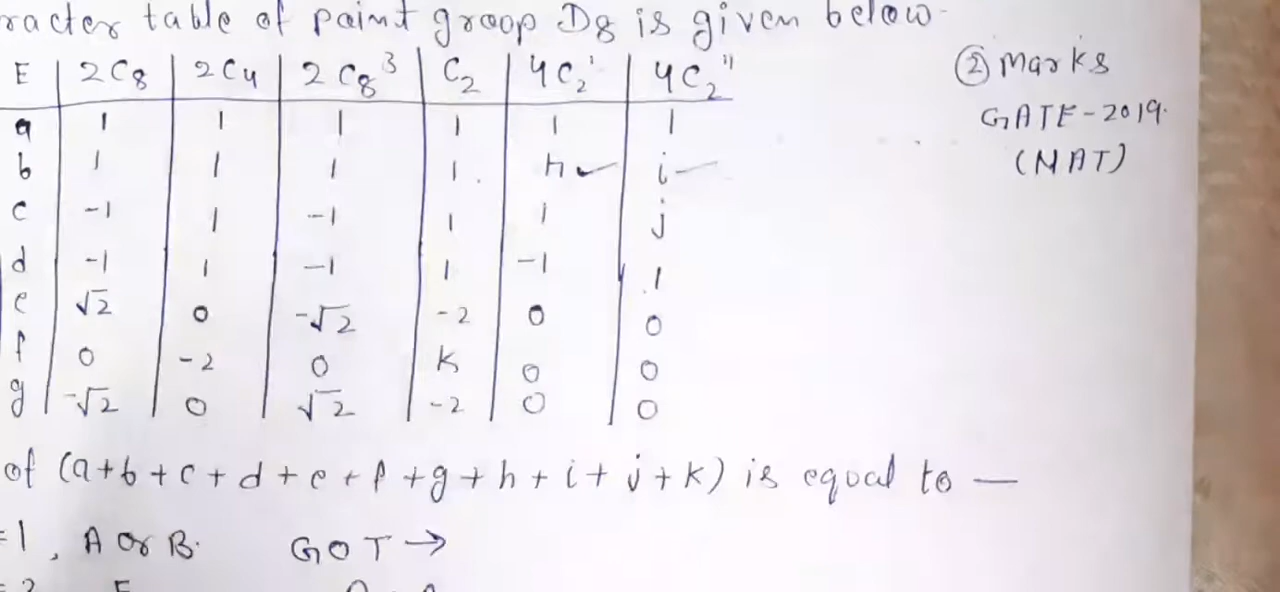 racter table of paint group D8 is given below-
E | 2C8 | 2C4 | 2C8³ | C2 | 4C2' | 4C2"
② Marks
GATE-2019.
(NAT)
a | 1 | 1 | 1 | 1 | 1 | 1
b | 1 | 1 | 1 | 1. | h ✓ | i
c | -1 | 1 | -1 | 1 | 1 | j
d | -1 | 1 | -1 | 1 | -1 | .1
e | √2 | 0 | -√2 | -2 | 0 | 0
f | 0 | -2 | 0 | K | 0 | 0
g | -√2 | 0 | √2 | -2 | 0 | 0
of (a+b+c+d+e+f+g+h+i+j+k) is equal to —
=1, A or B. GOT →